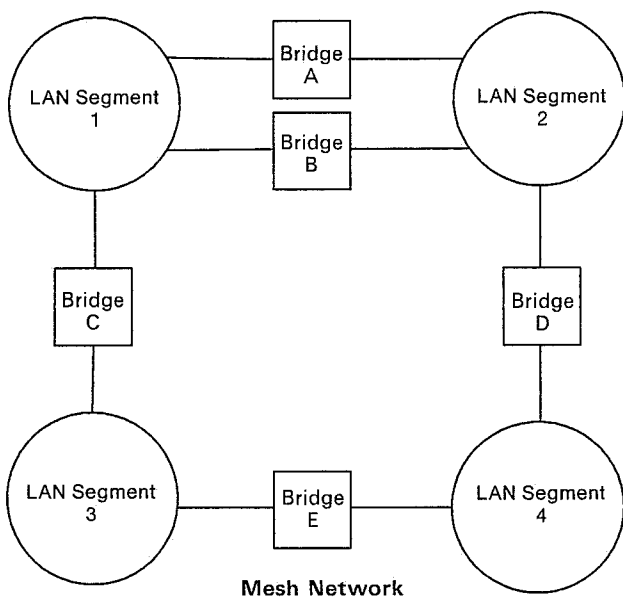 LAN Segment
1
Bridge
A
LAN Segment
2
Bridge
B
Bridge
C
Bridge
D
LAN Segment
3
Bridge
E
LAN Segment
4
Mesh Network